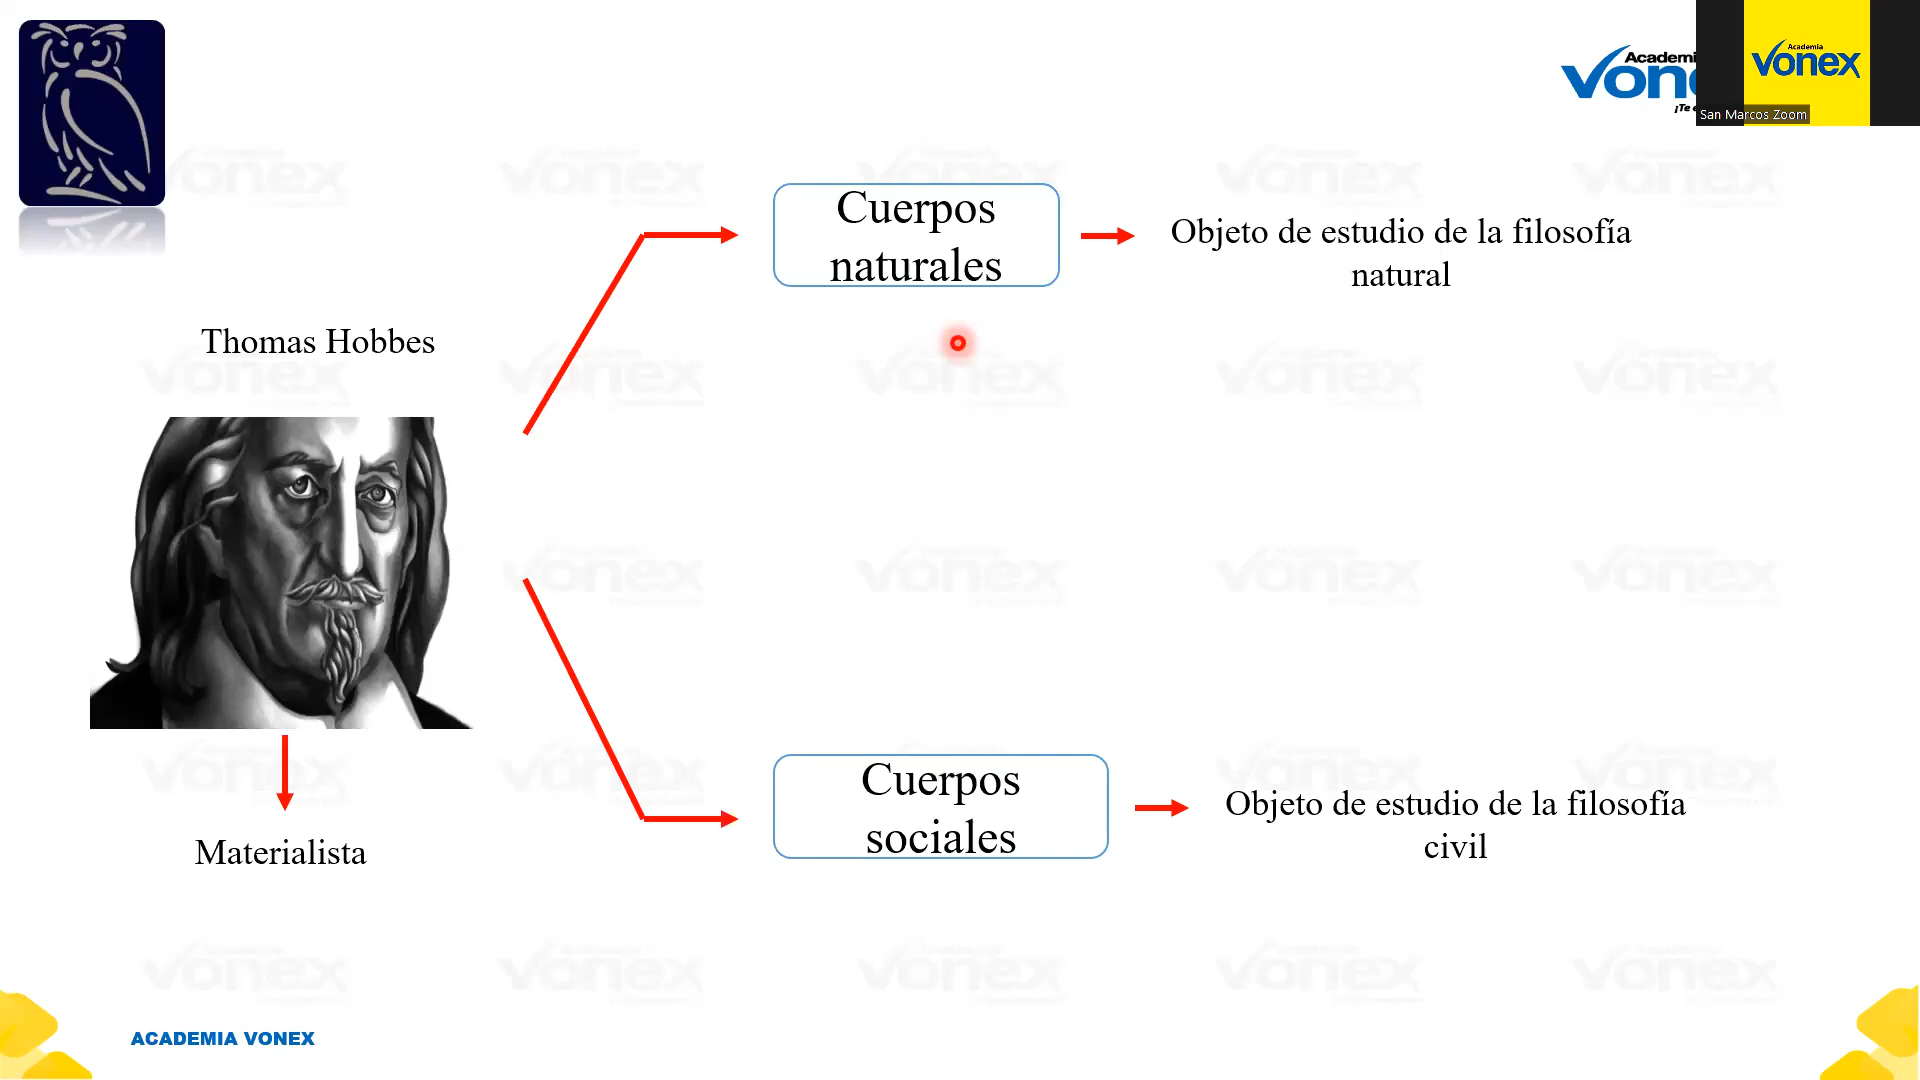 Academia
vonex
San Marcos Zoom
Cuerpos
naturales
Objeto de estudio de la filosofía
natural
Thomas Hobbes
Materialista
Cuerpos
sociales
Objeto de estudio de la filosofía
civil
ACADEMIA VONEX